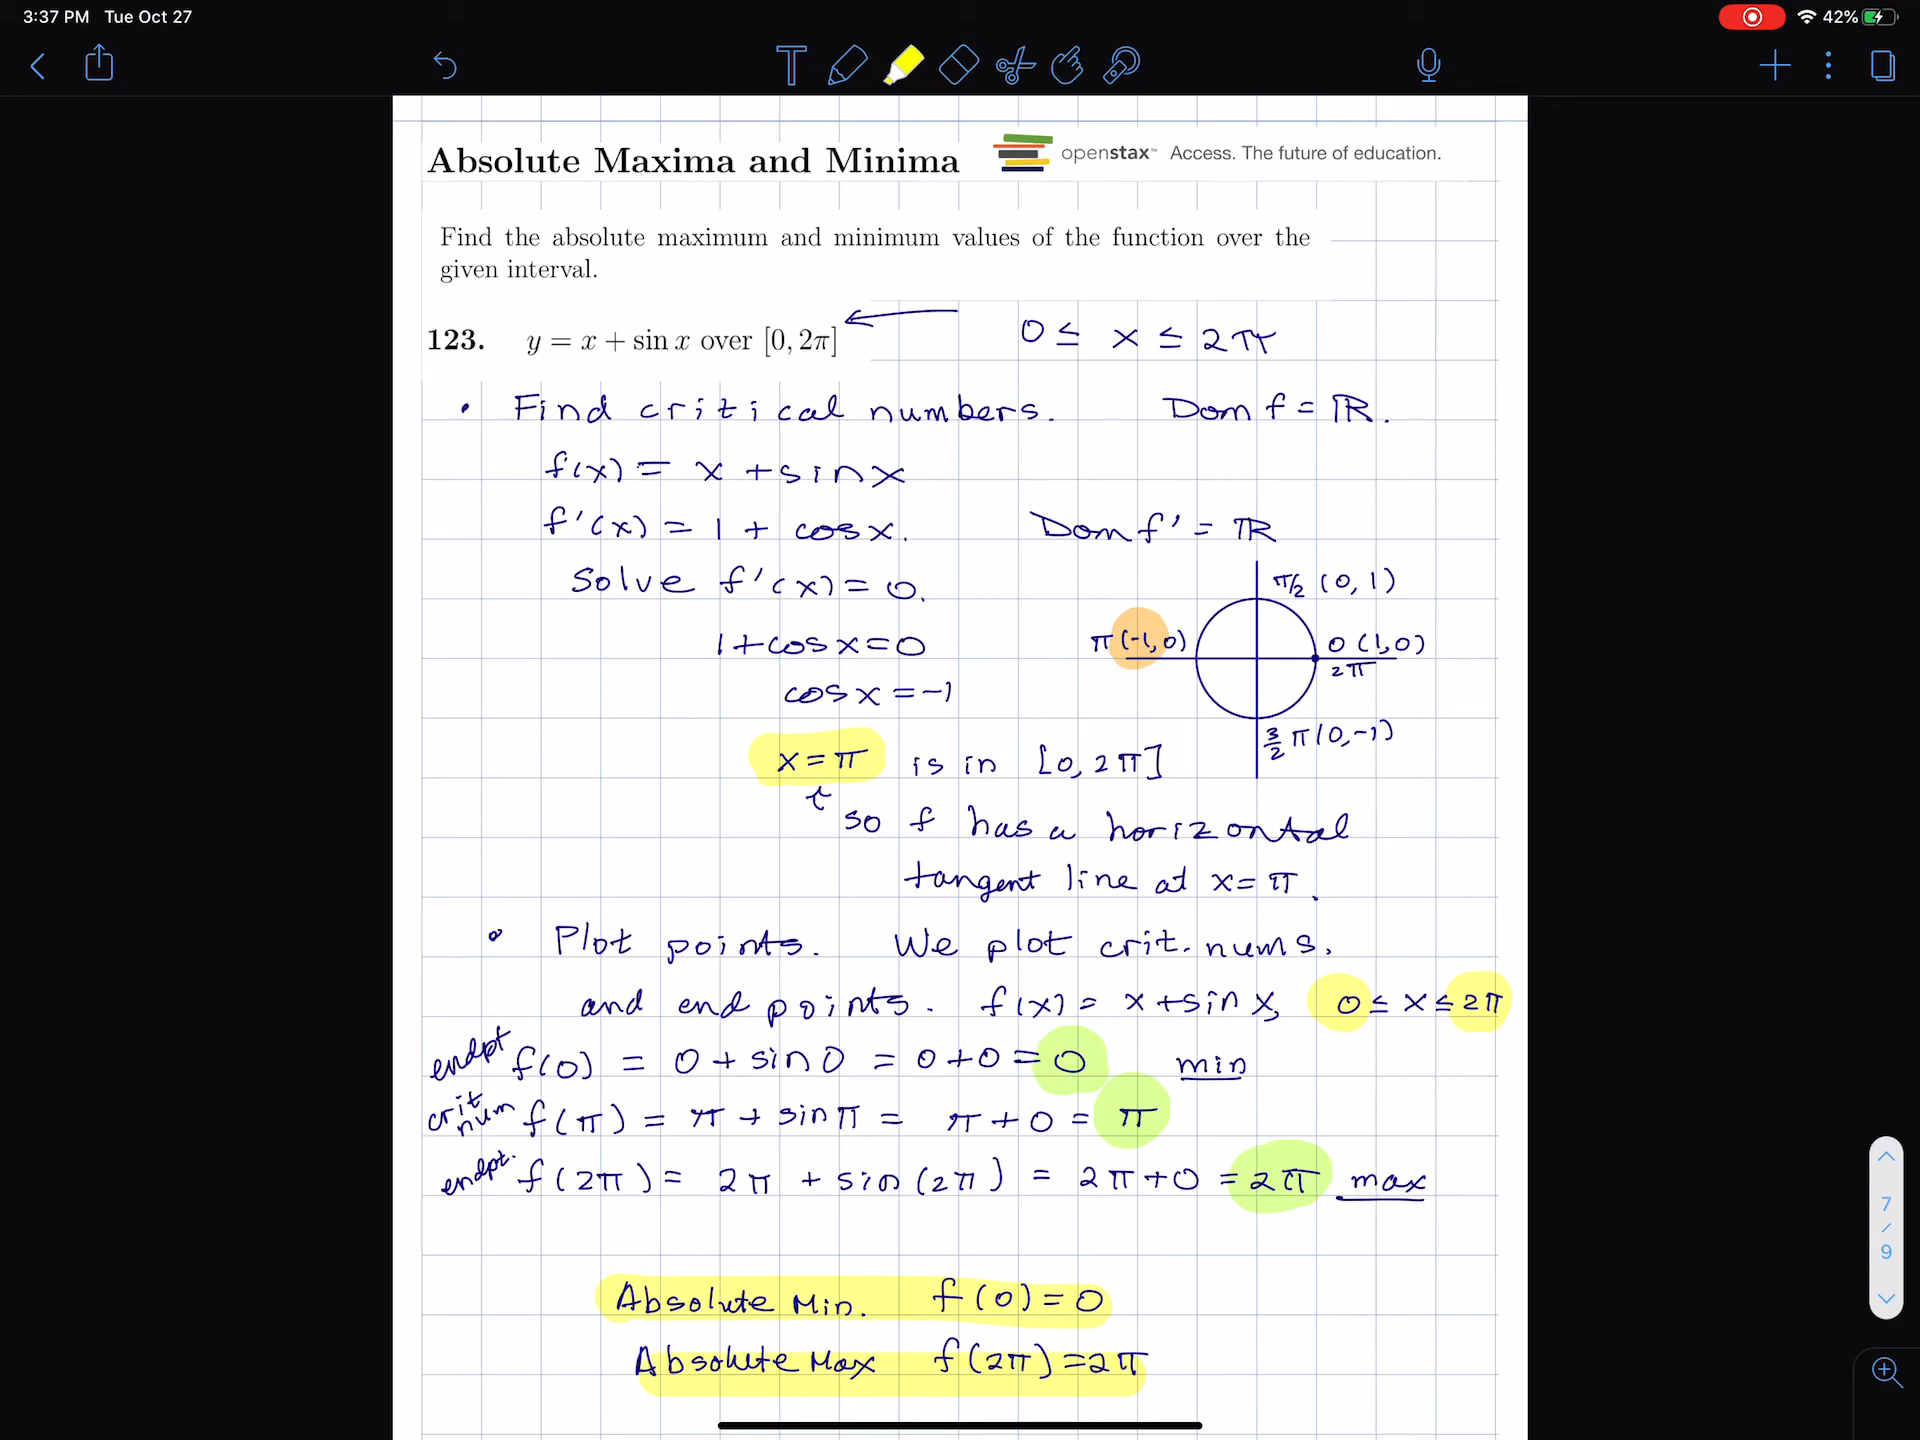 3:37 PM Tue Oct 27
42%
Absolute Maxima and Minima
openstax™ Access. The future of education.
Find the absolute maximum and minimum values of the function over the
given interval.
123. y = x + sin x over [0, 2π]
0 ≤ x ≤ 2π
• Find critical numbers. Dom f = ℝ.
f(x) = x + sin x
f'(x) = 1 + cos x. Dom f' = ℝ
Solve f'(x) = 0.
π/2 (0, 1)
1 + cos x = 0
π (-1, 0)
0 (1, 0)
2π
cos x = -1
3/2 π (0, -1)
x = π is in [0, 2π]
so f has a horizontal
tangent line at x = π.
• Plot points. We plot crit. nums.
and end points. f(x) = x + sin x, 0 ≤ x ≤ 2π
endpt f(0) = 0 + sin 0 = 0 + 0 = 0 min
crit num f(π) = π + sin π = π + 0 = π
endpt. f(2π) = 2π + sin(2π) = 2π + 0 = 2π max
Absolute Min. f(0) = 0
Absolute Max f(2π) = 2π
7
/
9